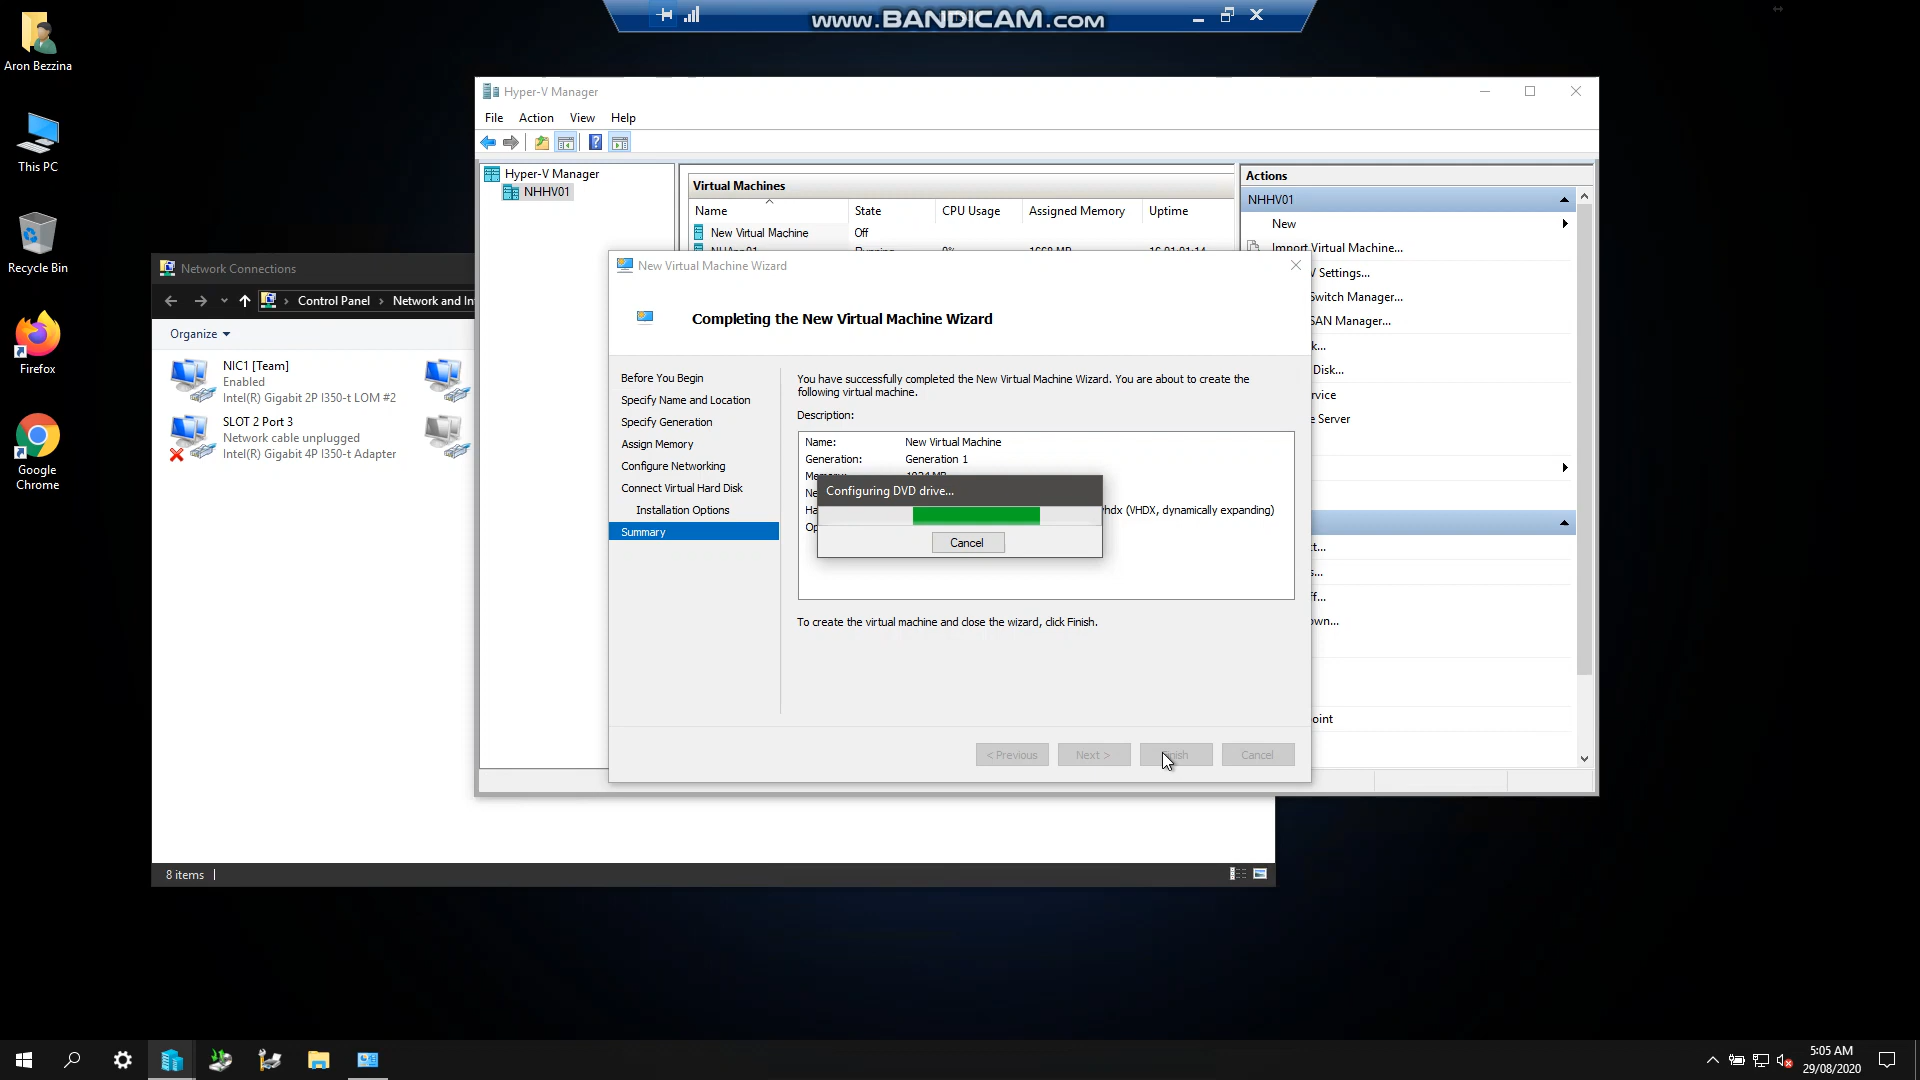 www.BANDICAM.com
Aron Bezzina
This PC
Recycle Bin
Firefox
Google
Chrome
Hyper-V Manager
File Action View Help
Hyper-V Manager
NHHV01
Virtual Machines
Name State CPU Usage Assigned Memory Uptime
New Virtual Machine Off
Actions
NHHV01
New
Import Virtual Machine...
V Settings...
Switch Manager...
SAN Manager...
k...
Disk...
rvice
e Server
t...
s...
ff...
own...
oint
Network Connections
Control Panel › Network and In
Organize
NIC1 [Team]
Enabled
Intel(R) Gigabit 2P I350-t LOM #2
SLOT 2 Port 3
Network cable unplugged
Intel(R) Gigabit 4P I350-t Adapter
8 items
New Virtual Machine Wizard
Completing the New Virtual Machine Wizard
Before You Begin
Specify Name and Location
Specify Generation
Assign Memory
Configure Networking
Connect Virtual Hard Disk
Installation Options
Summary
You have successfully completed the New Virtual Machine Wizard. You are about to create the
following virtual machine.
Description:
Name: New Virtual Machine
Generation: Generation 1
Ne
Ha hdx (VHDX, dynamically expanding)
Op
Configuring DVD drive...
Cancel
To create the virtual machine and close the wizard, click Finish.
< Previous Next > Finish Cancel
5:05 AM
29/08/2020